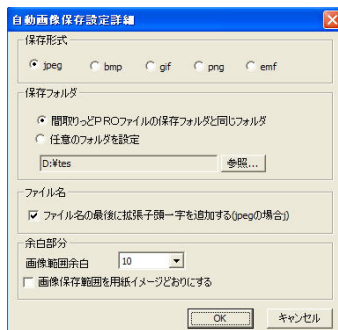 自動画像保存設定詳細
保存形式
jpeg bmp gif png emf
保存フォルダ
間取りっどPROファイルの保存フォルダと同じフォルダ
任意のフォルダを設定
D:¥tes 参照...
ファイル名
ファイル名の最後に拡張子頭一字を追加する(jpegの場合j)
余白部分
画像範囲余白 10
画像保存範囲を用紙イメージどおりにする
OK キャンセル